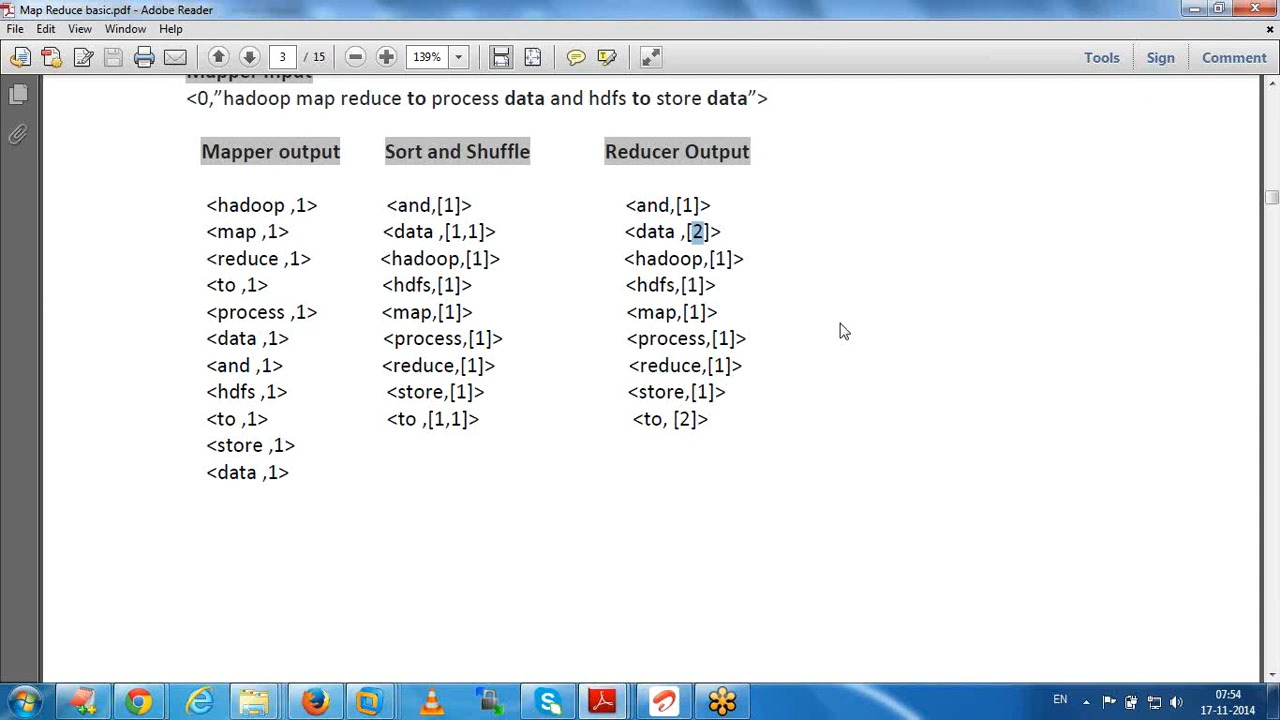 Map Reduce basic.pdf - Adobe Reader
File Edit View Window Help
3 / 15 139% Tools Sign Comment
Mapper Input
<0,”hadoop map reduce to process data and hdfs to store data”>
Mapper output Sort and Shuffle Reducer Output
<hadoop ,1> <and,[1]> <and,[1]>
<map ,1> <data ,[1,1]> <data ,[2]>
<reduce ,1> <hadoop,[1]> <hadoop,[1]>
<to ,1> <hdfs,[1]> <hdfs,[1]>
<process ,1> <map,[1]> <map,[1]>
<data ,1> <process,[1]> <process,[1]>
<and ,1> <reduce,[1]> <reduce,[1]>
<hdfs ,1> <store,[1]> <store,[1]>
<to ,1> <to ,[1,1]> <to, [2]>
<store ,1>
<data ,1>
EN 07:54
17-11-2014